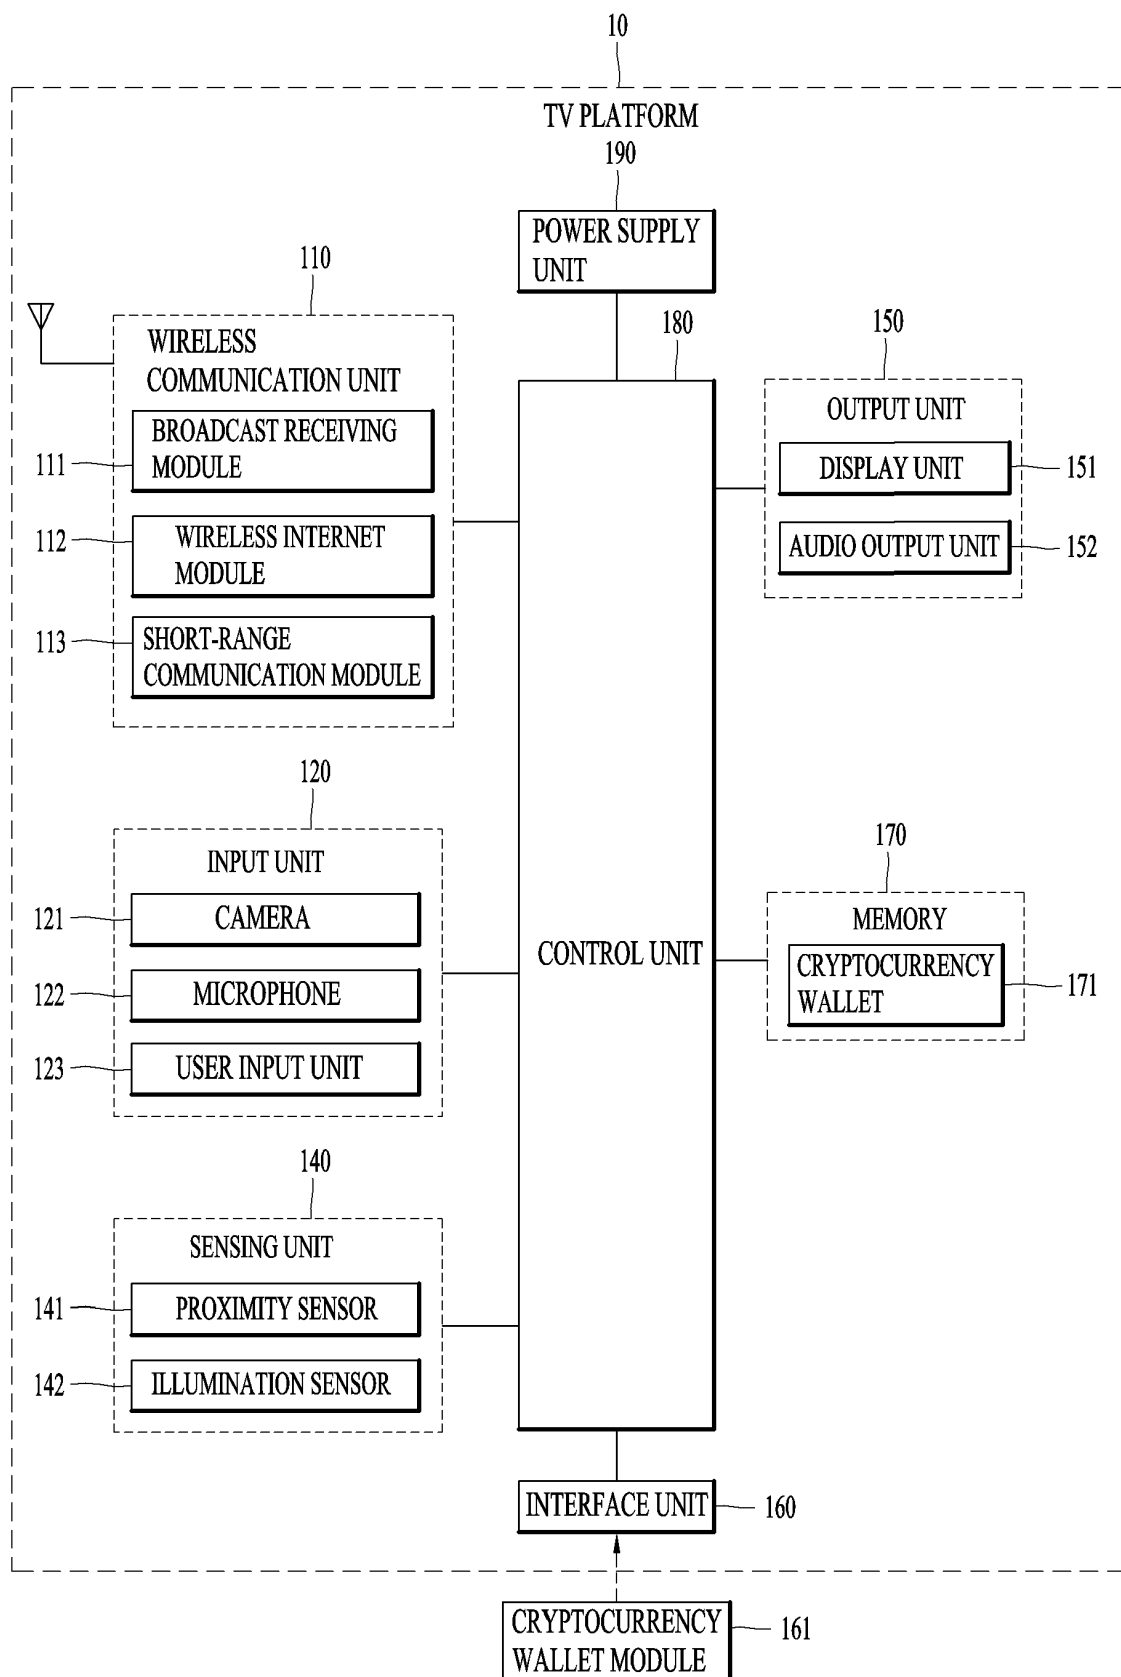 10
TV PLATFORM
190
POWER SUPPLY
UNIT
110
WIRELESS
COMMUNICATION UNIT
111
BROADCAST RECEIVING
MODULE
112
WIRELESS INTERNET
MODULE
113
SHORT-RANGE
COMMUNICATION MODULE
120
INPUT UNIT
121
CAMERA
122
MICROPHONE
123
USER INPUT UNIT
140
SENSING UNIT
141
PROXIMITY SENSOR
142
ILLUMINATION SENSOR
180
CONTROL UNIT
150
OUTPUT UNIT
DISPLAY UNIT
151
AUDIO OUTPUT UNIT
152
170
MEMORY
CRYPTOCURRENCY
WALLET
171
INTERFACE UNIT
160
CRYPTOCURRENCY
WALLET MODULE
161